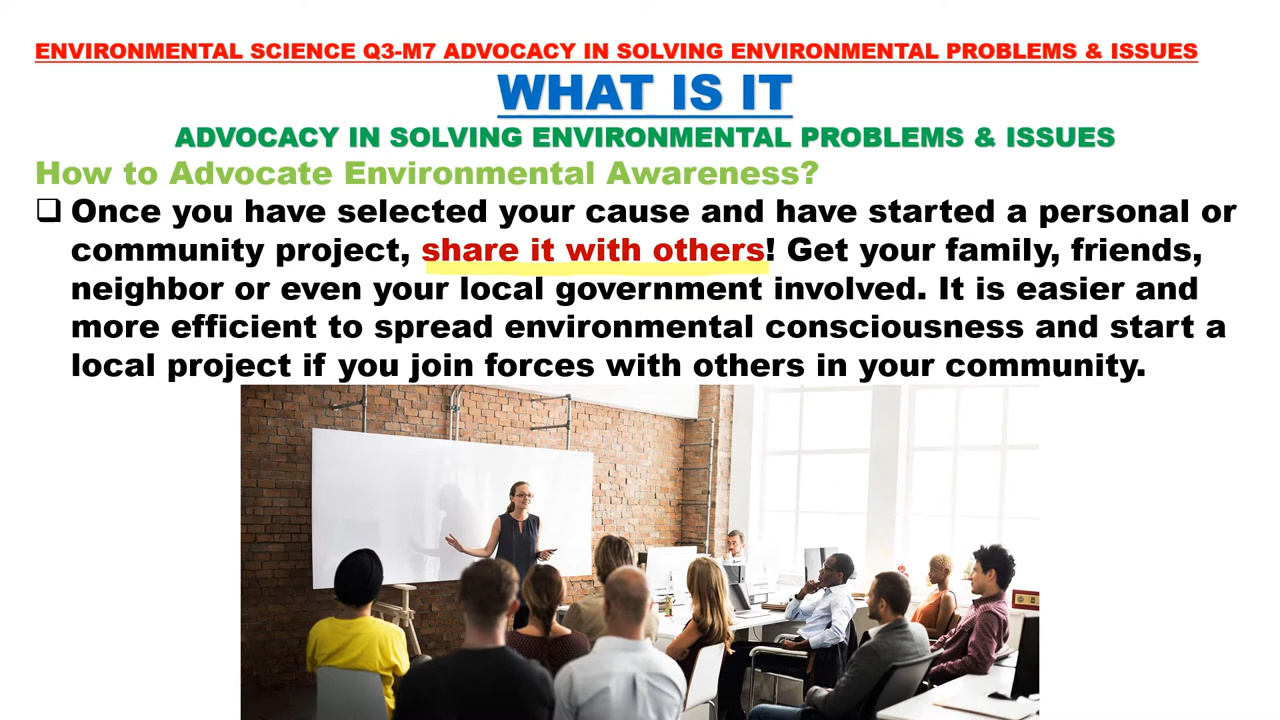 ENVIRONMENTAL SCIENCE Q3-M7 ADVOCACY IN SOLVING ENVIRONMENTAL PROBLEMS & ISSUES
WHAT IS IT
ADVOCACY IN SOLVING ENVIRONMENTAL PROBLEMS & ISSUES
How to Advocate Environmental Awareness?
❑ Once you have selected your cause and have started a personal or
community project, share it with others! Get your family, friends,
neighbor or even your local government involved. It is easier and
more efficient to spread environmental consciousness and start a
local project if you join forces with others in your community.